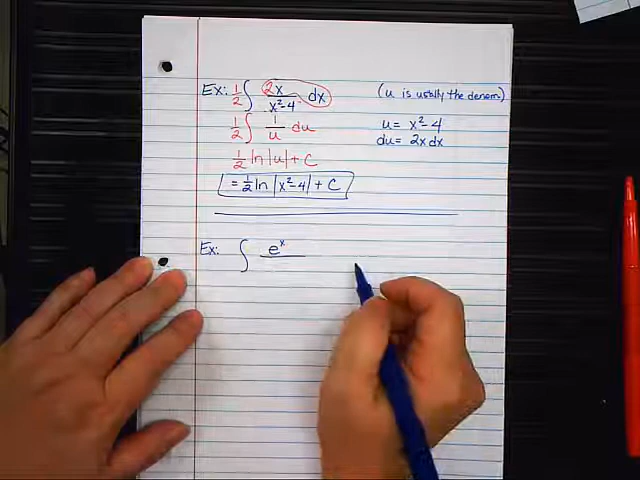 Ex: 1/2 ∫ 2x/(x²-4) dx (u is usually the denom)
1/2 ∫ 1/u du u = x²-4
du = 2x dx
1/2 ln|u| + C
= 1/2 ln|x²-4| + C
Ex: ∫ eˣ